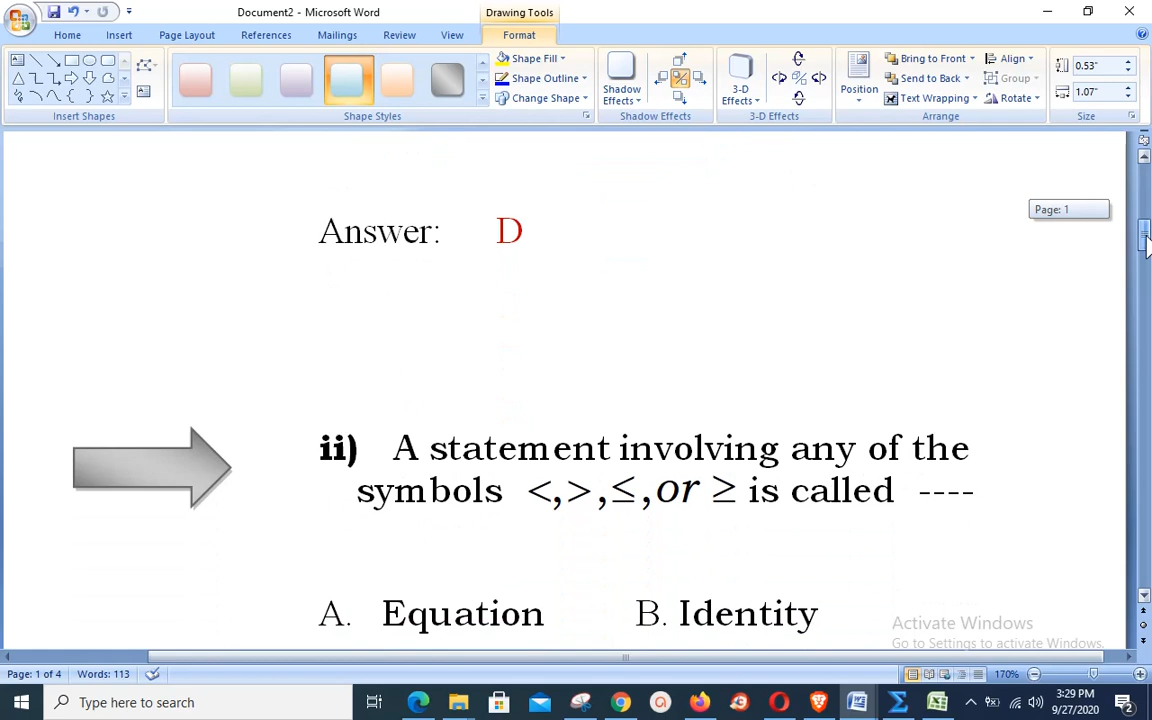 Document2 - Microsoft Word
Drawing Tools
Home Insert Page Layout References Mailings Review View Format
Shape Fill
Shape Outline
Change Shape
Shadow Effects
3-D Effects
Position
Bring to Front
Send to Back
Text Wrapping
Align
Group
Rotate
0.53"
1.07"
Insert Shapes Shape Styles Shadow Effects 3-D Effects Arrange Size
Page: 1
Answer: D
ii) A statement involving any of the
symbols <,>,≤,or ≥ is called ----
A. Equation B. Identity
Activate Windows
Go to Settings to activate Windows.
Page: 1 of 4 Words: 113 170%
Type here to search
3:29 PM
9/27/2020
2